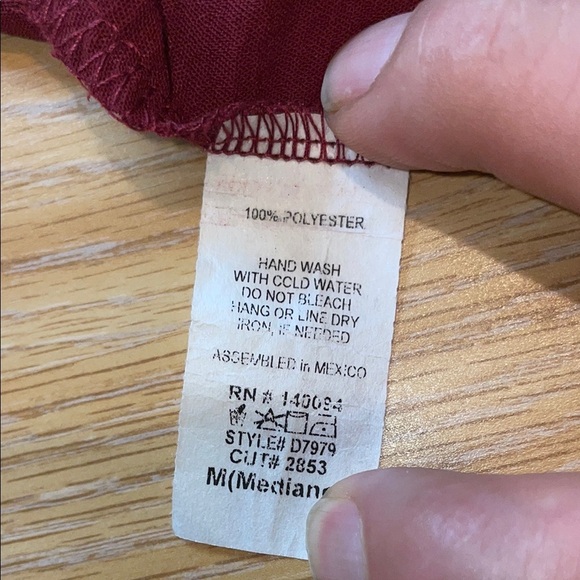 100% POLYESTER
HAND WASH
WITH COLD WATER
DO NOT BLEACH
HANG OR LINE DRY
IRON, IF NEEDED
ASSEMBLED in MEXICO
RN # 140094
STYLE# D7979
CUT# 2853
M(Median